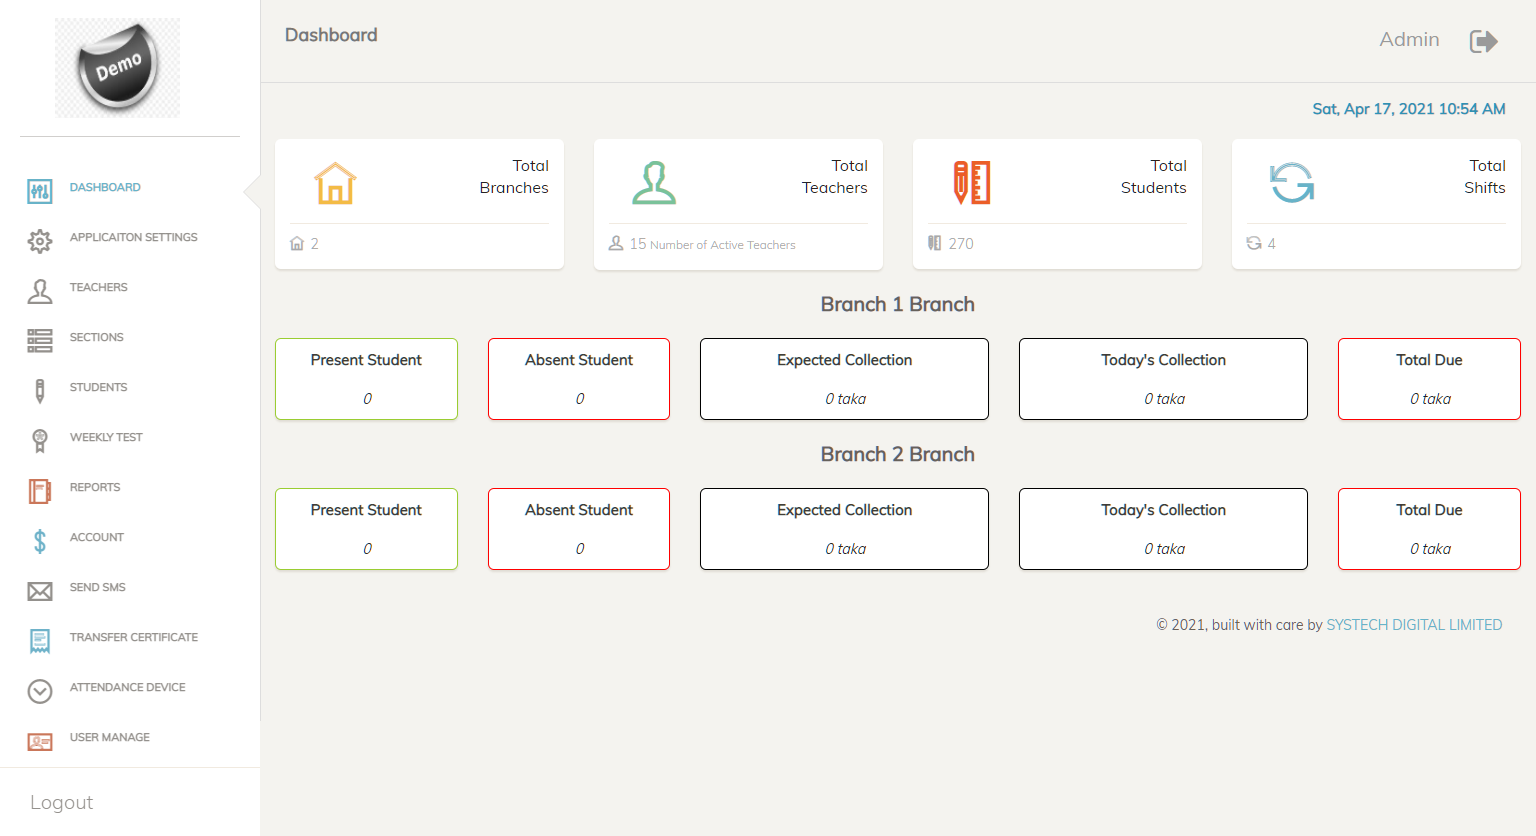 Demo
DASHBOARD
APPLICAITON SETTINGS
TEACHERS
SECTIONS
STUDENTS
WEEKLY TEST
REPORTS
ACCOUNT
SEND SMS
TRANSFER CERTIFICATE
ATTENDANCE DEVICE
USER MANAGE
Logout
Dashboard
Admin
Sat, Apr 17, 2021 10:54 AM
Total
Branches
2
Total
Teachers
15 Number of Active Teachers
Total
Students
270
Total
Shifts
4
Branch 1 Branch
Present Student
0
Absent Student
0
Expected Collection
0 taka
Today's Collection
0 taka
Total Due
0 taka
Branch 2 Branch
Present Student
0
Absent Student
0
Expected Collection
0 taka
Today's Collection
0 taka
Total Due
0 taka
© 2021, built with care by SYSTECH DIGITAL LIMITED